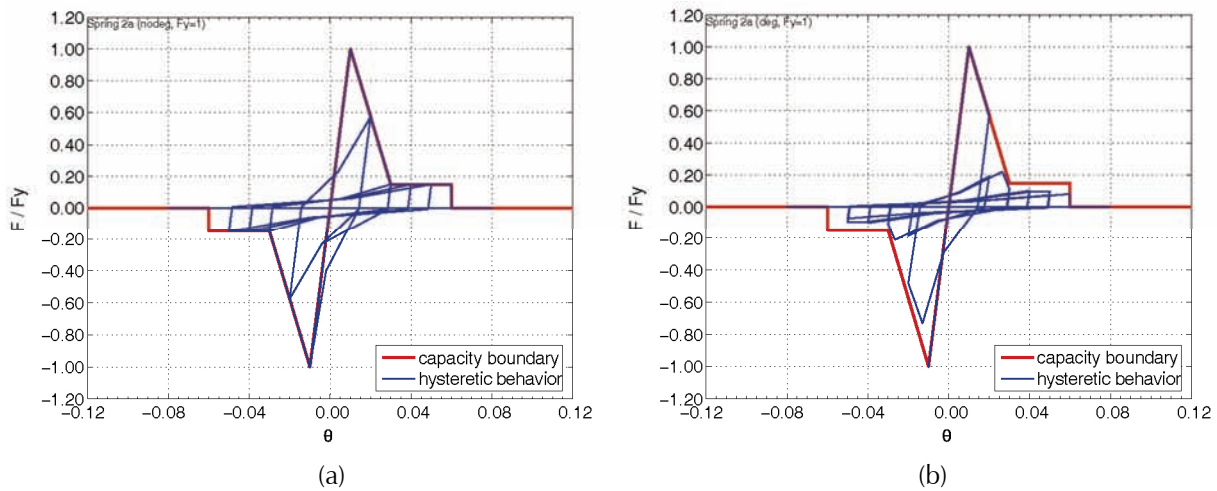 Spring 2a (nodeg, Fy=1)
1.20
1.00
0.80
0.60
0.40
0.20
0.00
−0.20
−0.40
−0.60
−0.80
−1.00
−1.20
F / Fy
capacity boundary
hysteretic behavior
−0.12 −0.08 −0.04 0.00 0.04 0.08 0.12
θ
(a)
Spring 2a (deg, Fy=1)
1.20
1.00
0.80
0.60
0.40
0.20
0.00
−0.20
−0.40
−0.60
−0.80
−1.00
−1.20
F / Fy
capacity boundary
hysteretic behavior
−0.12 −0.08 −0.04 0.00 0.04 0.08 0.12
θ
(b)